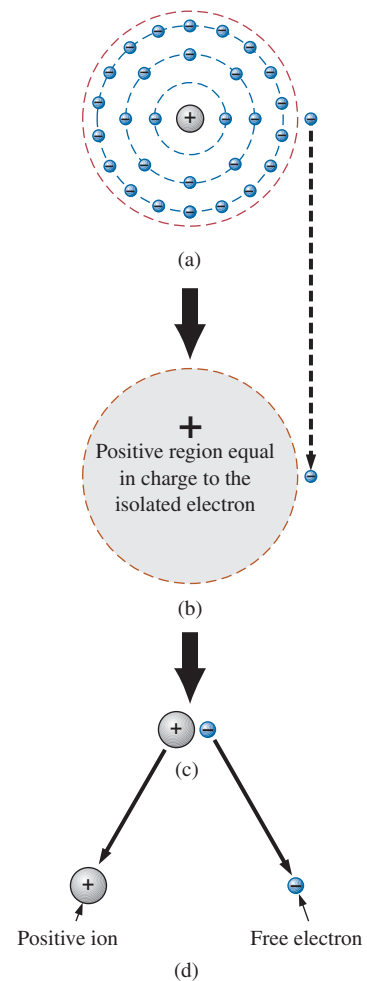 (a)
+
Positive region equal
in charge to the
isolated electron
(b)
(c)
Positive ion
Free electron
(d)